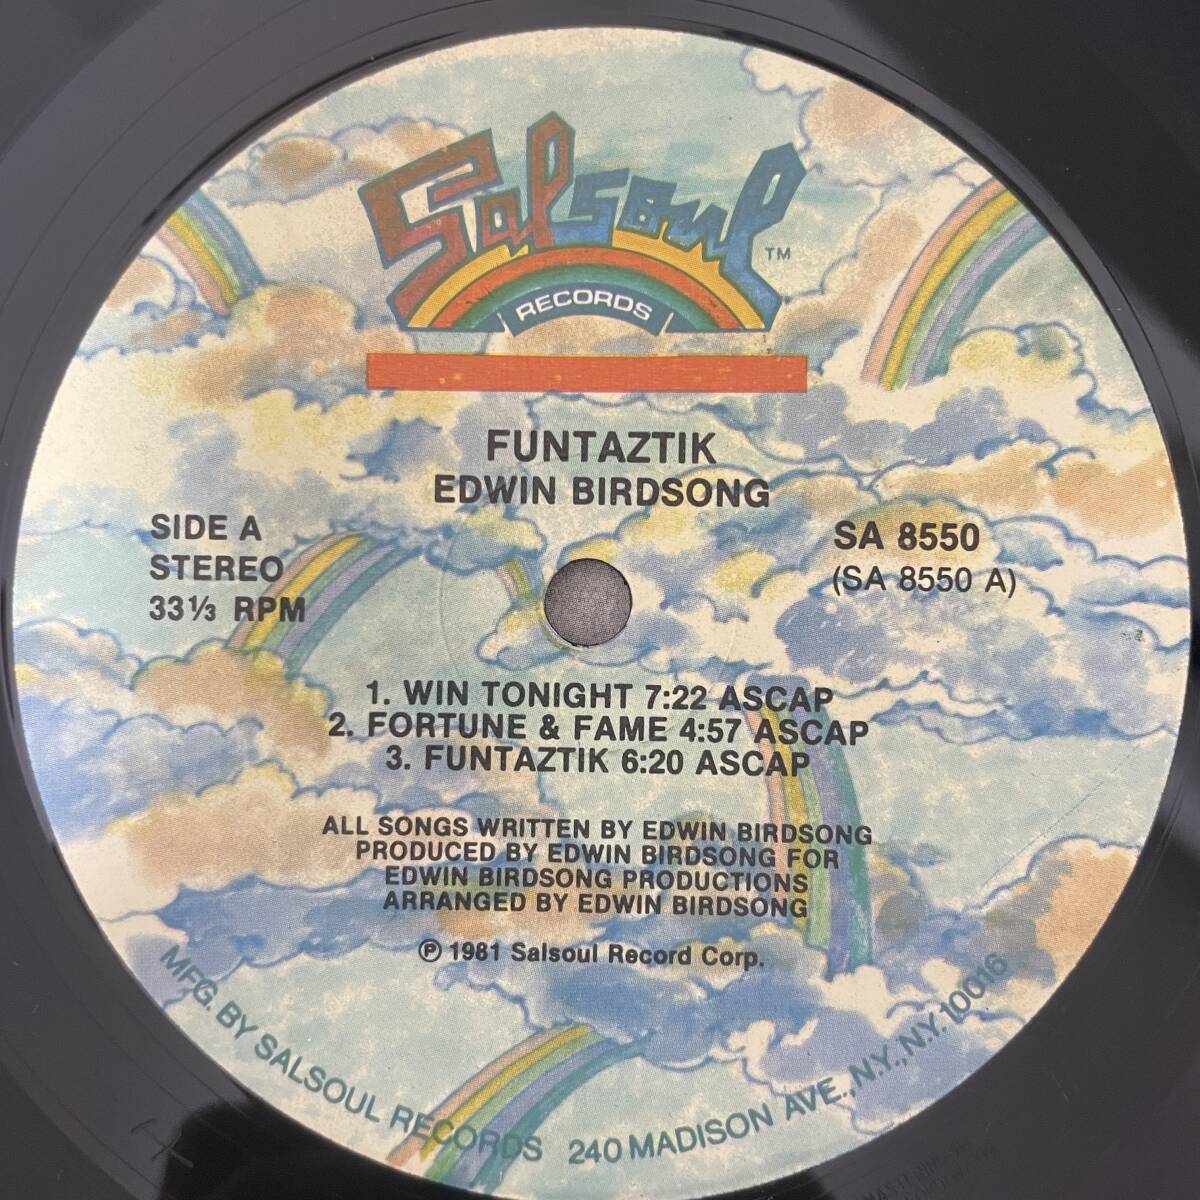 Salsoul TM
RECORDS
FUNTAZTIK
EDWIN BIRDSONG
SIDE A
STEREO
33 1/3 RPM
SA 8550
(SA 8550 A)
1. WIN TONIGHT 7:22 ASCAP
2. FORTUNE & FAME 4:57 ASCAP
3. FUNTAZTIK 6:20 ASCAP
ALL SONGS WRITTEN BY EDWIN BIRDSONG
PRODUCED BY EDWIN BIRDSONG FOR
EDWIN BIRDSONG PRODUCTIONS
ARRANGED BY EDWIN BIRDSONG
℗ 1981 Salsoul Record Corp.
MFG. BY SALSOUL RECORDS 240 MADISON AVE., N.Y., N.Y. 10016